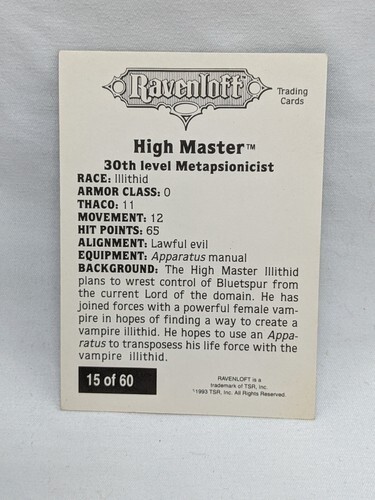 Ravenloft
Trading
Cards
High Master™
30th level Metapsionicist
RACE: Illithid
ARMOR CLASS: 0
THACO: 11
MOVEMENT: 12
HIT POINTS: 65
ALIGNMENT: Lawful evil
EQUIPMENT: Apparatus manual
BACKGROUND: The High Master Illithid
plans to wrest control of Bluetspur from
the current Lord of the domain. He has
joined forces with a powerful female vam-
pire in hopes of finding a way to create a
vampire illithid. He hopes to use an Appa-
ratus to transposess his life force with the
vampire illithid.
15 of 60
RAVENLOFT is a
trademark of TSR, Inc.
©1993 TSR, Inc. All Rights Reserved.